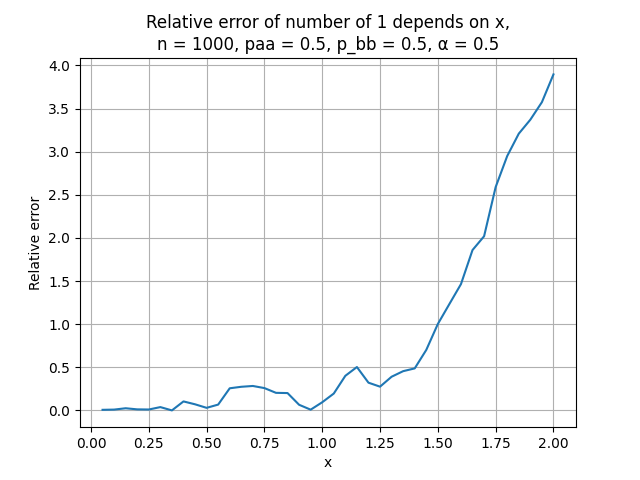 Relative error of number of 1 depends on x,
n = 1000, paa = 0.5, p_bb = 0.5, α = 0.5
4.0
3.5
3.0
2.5
2.0
1.5
1.0
0.5
0.0
Relative error
0.00 0.25 0.50 0.75 1.00 1.25 1.50 1.75 2.00
x